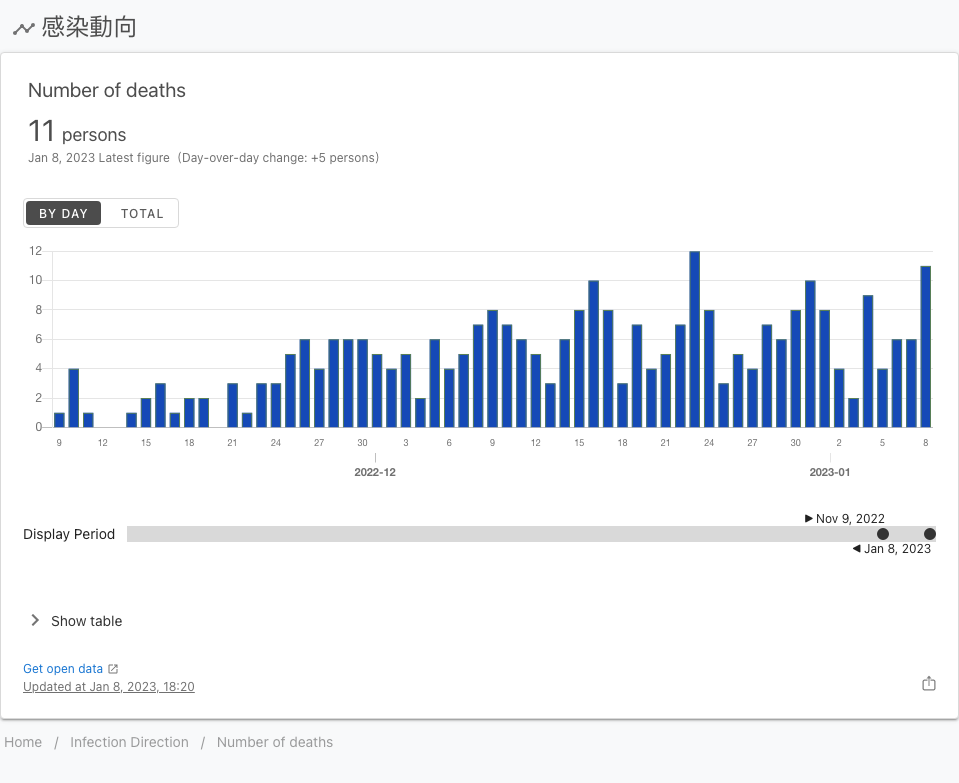 感染動向
Number of deaths
11 persons
Jan 8, 2023 Latest figure (Day-over-day change: +5 persons)
BY DAY TOTAL
12
10
8
6
4
2
0
9 12 15 18 21 24 27 30 3 6 9 12 15 18 21 24 27 30 2 5 8
2022-12 2023-01
Nov 9, 2022
Display Period
Jan 8, 2023
Show table
Get open data
Updated at Jan 8, 2023, 18:20
Home / Infection Direction / Number of deaths